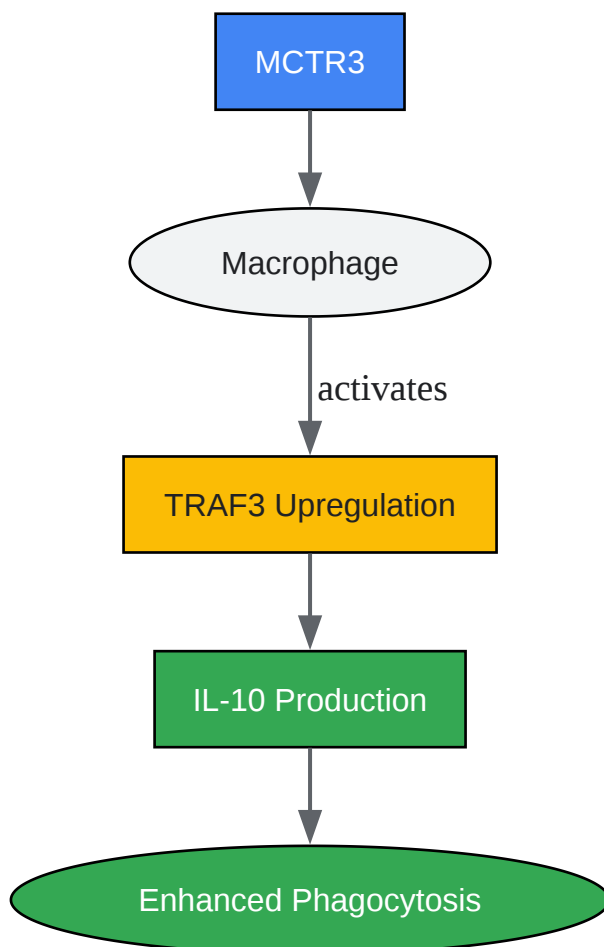 MCTR3
Macrophage
activates
TRAF3 Upregulation
IL-10 Production
Enhanced Phagocytosis